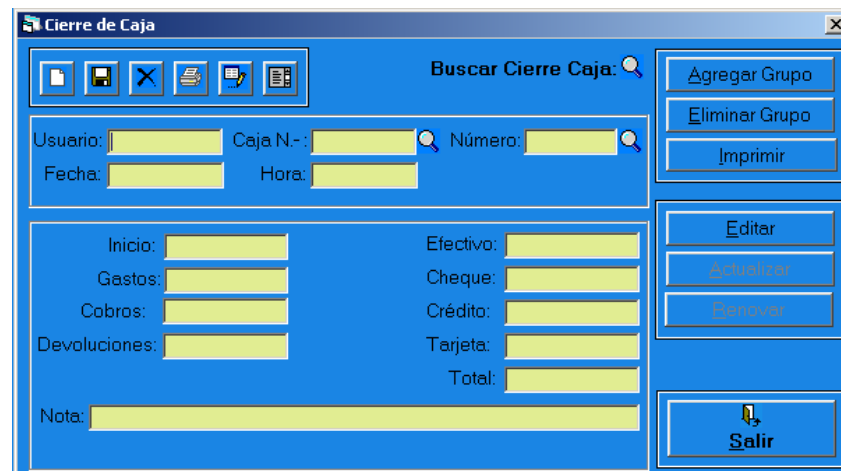 Cierre de Caja
Buscar Cierre Caja:
Usuario: Caja N.-: Número:
Fecha: Hora:
Inicio: Efectivo:
Gastos: Cheque:
Cobros: Crédito:
Devoluciones: Tarjeta:
Total:
Nota:
Agregar Grupo
Eliminar Grupo
Imprimir
Editar
Actualizar
Renovar
Salir